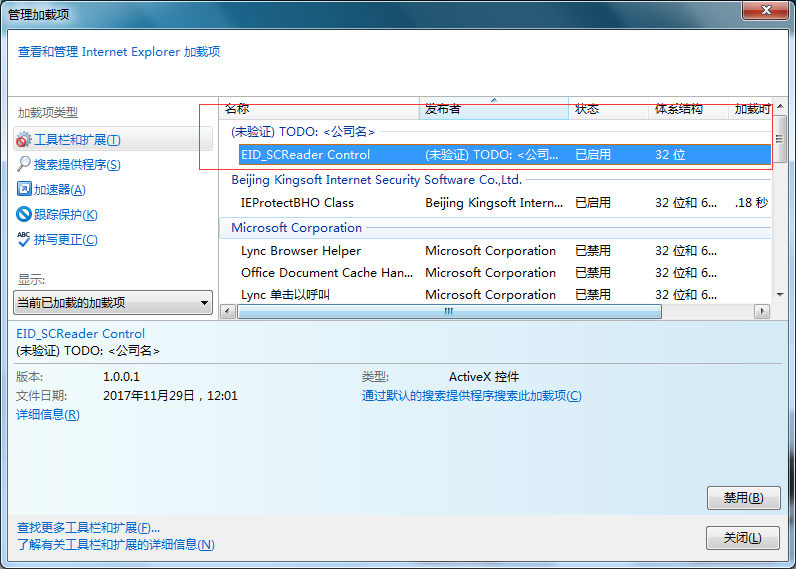 管理加载项
查看和管理 Internet Explorer 加载项
加载项类型
工具栏和扩展(T)
搜索提供程序(S)
加速器(A)
跟踪保护(K)
ABC 拼写更正(C)
显示:
当前已加载的加载项
名称 发布者 状态 体系结构 加载时
(未验证) TODO: <公司名>
EID_SCReader Control (未验证) TODO: <公司... 已启用 32 位
Beijing Kingsoft Internet Security Software Co.,Ltd.
IEProtectBHO Class Beijing Kingsoft Intern... 已启用 32 位和 6... .18 秒
Microsoft Corporation
Lync Browser Helper Microsoft Corporation 已禁用 32 位和 6...
Office Document Cache Han... Microsoft Corporation 已禁用 32 位和 6...
Lync 单击以呼叫 Microsoft Corporation 已禁用 32 位和 6...
EID_SCReader Control
(未验证) TODO: <公司名>
版本: 1.0.0.1 类型: ActiveX 控件
文件日期: 2017年11月29日，12:01 通过默认的搜索提供程序搜索此加载项(C)
详细信息(R)
禁用(B)
查找更多工具栏和扩展(F)...
了解有关工具栏和扩展的详细信息(N)
关闭(L)